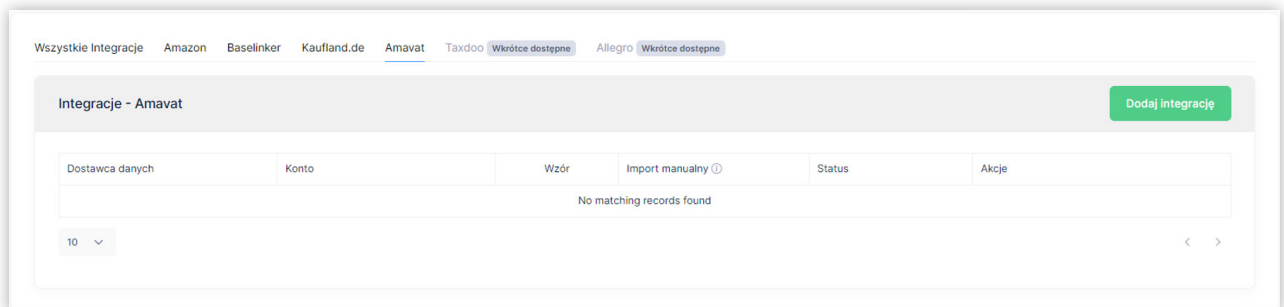 Wszystkie Integracje Amazon Baselinker Kaufland.de Amavat Taxdoo Wkrótce dostępne Allegro Wkrótce dostępne
Integracje - Amavat Dodaj integrację
Dostawca danych Konto Wzór Import manualny Status Akcje
No matching records found
10